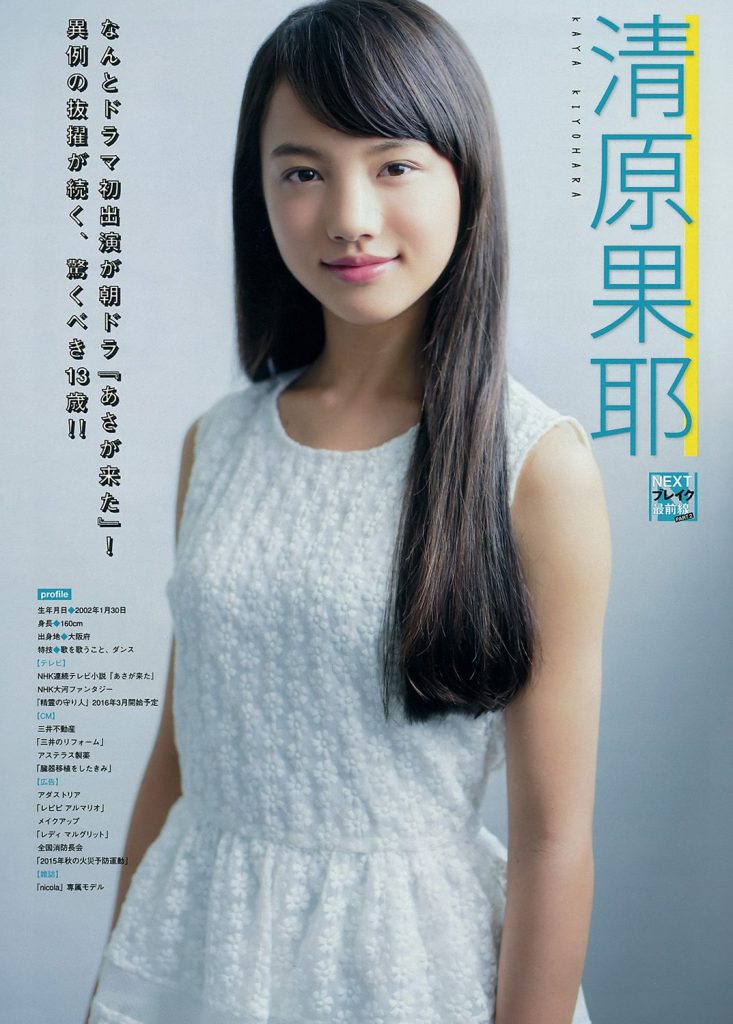 清原果耶
KAYA KIYOHARA
NEXT
ブレイク
最前線
PART 2
なんとドラマ初出演が朝ドラ『あさが来た』！
異例の抜擢が続く、驚くべき13歳!!
profile
生年月日◆2002年1月30日
身長◆160cm
出身地◆大阪府
特技◆歌を歌うこと、ダンス
【テレビ】
NHK連続テレビ小説『あさが来た』
NHK大河ファンタジー
「精霊の守り人」2016年3月開始予定
【CM】
三井不動産
「三井のリフォーム」
アステラス製薬
「臓器移植をしたきみ」
【広告】
アダストリア
「レピピ アルマリオ」
メイクアップ
「レディ マルグリット」
全国消防長会
「2015年秋の火災予防運動」
【雑誌】
『nicola』専属モデル